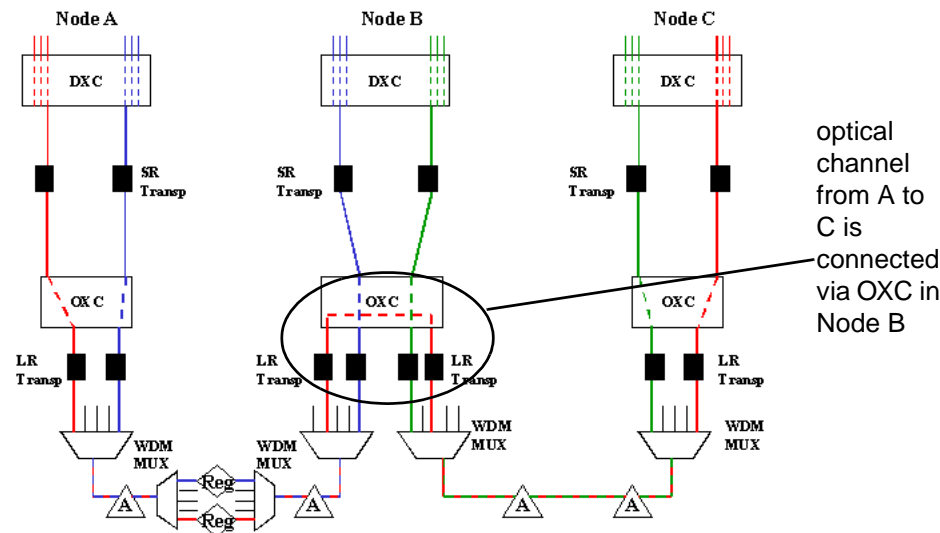 Node A
Node B
Node C
DXC
DXC
DXC
SR
Transp
SR
Transp
SR
Transp
optical
channel
from A to
C is
connected
via OXC in
Node B
OXC
OXC
OXC
LR
Transp
LR
Transp
LR
Transp
LR
Transp
WDM
MUX
WDM
MUX
WDM
MUX
WDM
MUX
Reg
Reg
A
A
A
A